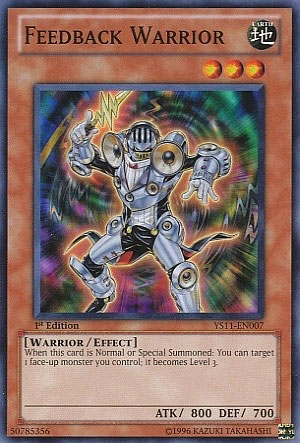 FEEDBACK WARRIOR
EARTH
地
1st Edition
YS11-EN007
[WARRIOR / EFFECT]
When this card is Normal or Special Summoned: You can target
1 face-up monster you control; it becomes Level 3.
ATK/ 800 DEF/ 700
50785356
©1996 KAZUKI TAKAHASHI